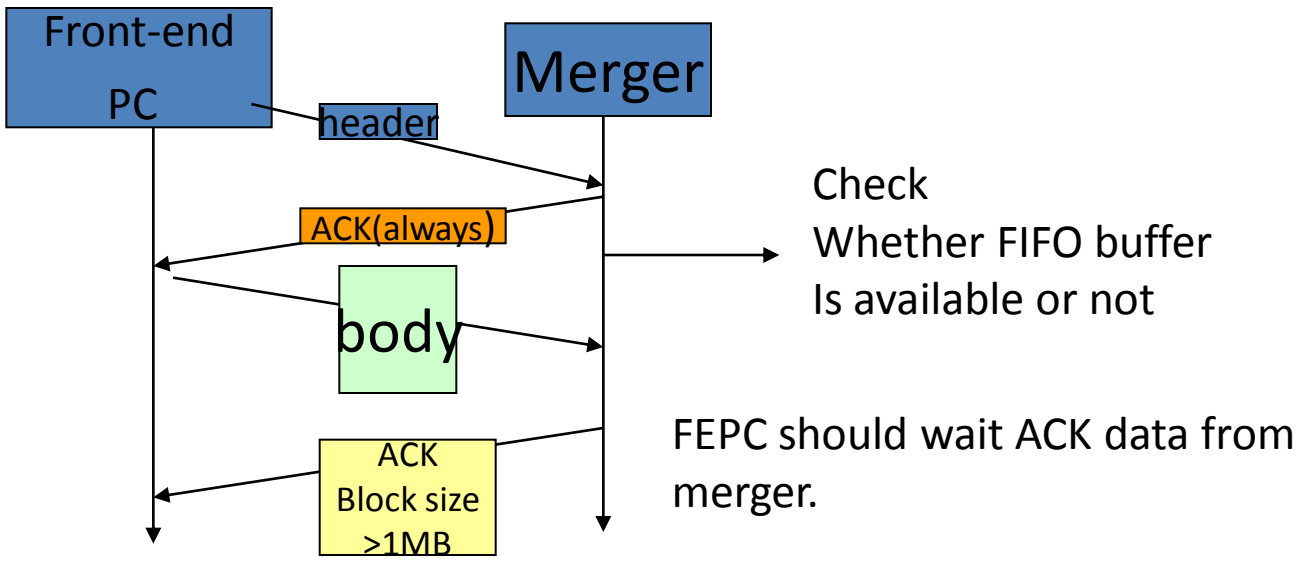 Front-end
PC
Merger
header
ACK(always)
body
ACK
Block size
>1MB
Check
Whether FIFO buffer
Is available or not
FEPC should wait ACK data from
merger.